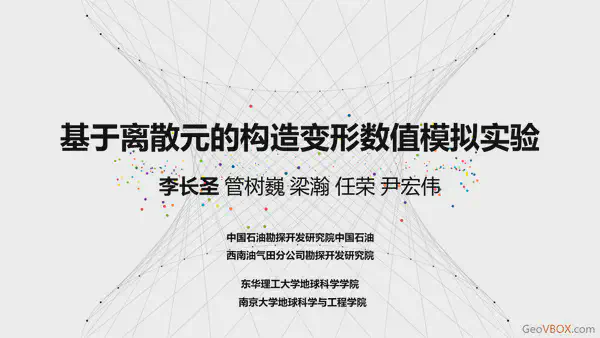 基于离散元的构造变形数值模拟实验
李长圣 管树巍 梁瀚 任荣 尹宏伟
中国石油勘探开发研究院中国石油
西南油气田分公司勘探开发研究院
东华理工大学地球科学学院
南京大学地球科学与工程学院
GeoVBOX.com